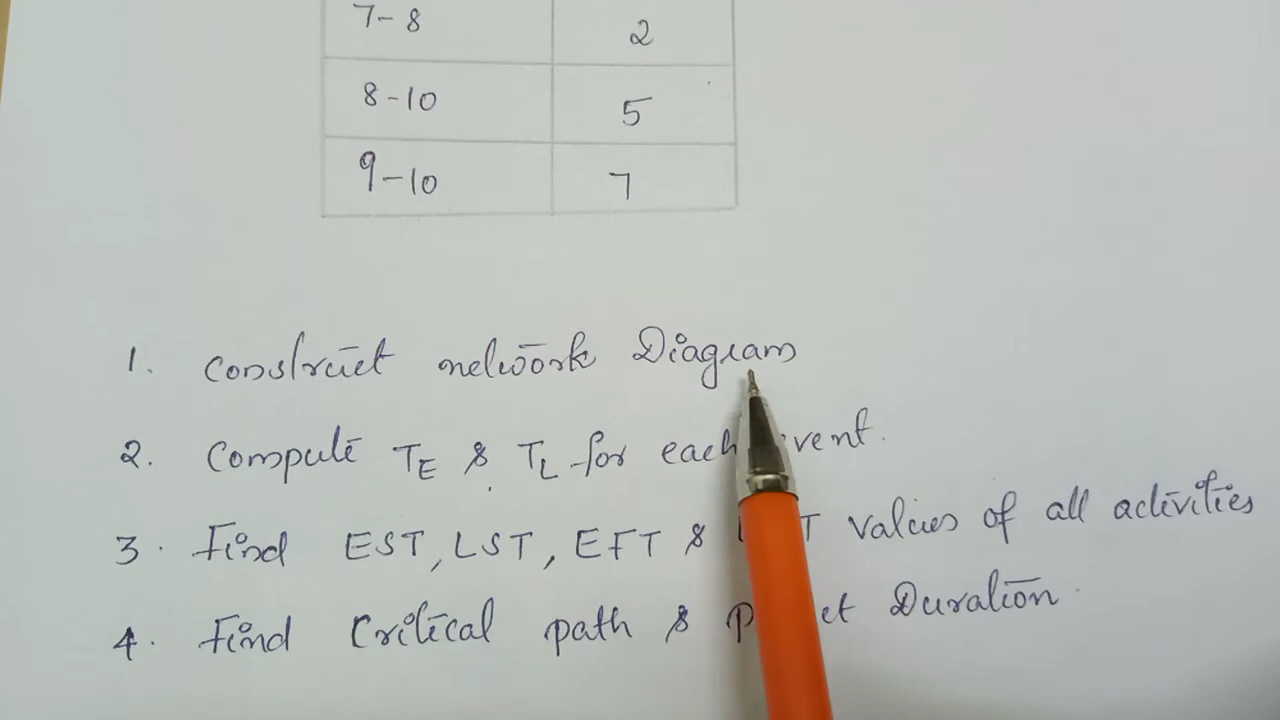 7-8 2
8-10 5
9-10 7
1. Construct network Diagram
2. Compute TE & TL for each event.
3. Find EST, LST, EFT & values of all activities
4. Find Critical path & Duration.